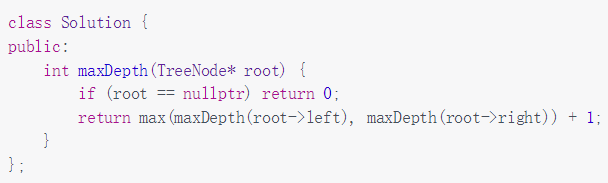 class Solution {
public:
    int maxDepth(TreeNode* root) {
        if (root == nullptr) return 0;
        return max(maxDepth(root->left), maxDepth(root->right)) + 1;
    }
};